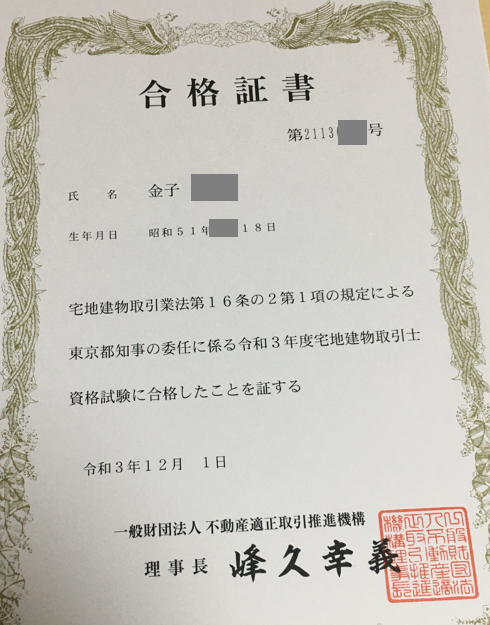 合格証書
第2113 号
氏 名 金子
生年月日 昭和51年 18日
宅地建物取引業法第16条の2第1項の規定による
東京都知事の委任に係る令和3年度宅地建物取引士
資格試験に合格したことを証する
令和3年12月 1日
一般財団法人 不動産適正取引推進機構
理事長 峰久幸義